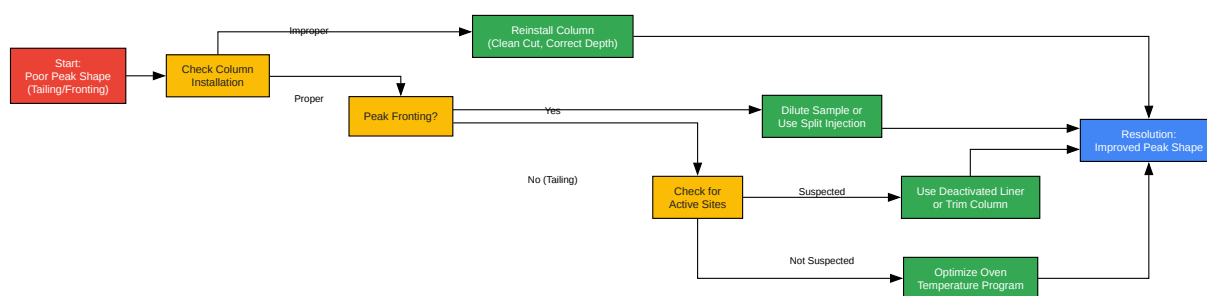 Start:
Poor Peak Shape
(Tailing/Fronting)
Check Column
Installation
Improper
Reinstall Column
(Clean Cut, Correct Depth)
Proper
Peak Fronting?
Yes
Dilute Sample or
Use Split Injection
No (Tailing)
Check for
Active Sites
Suspected
Use Deactivated Liner
or Trim Column
Not Suspected
Optimize Oven
Temperature Program
Resolution:
Improved Peak Shape